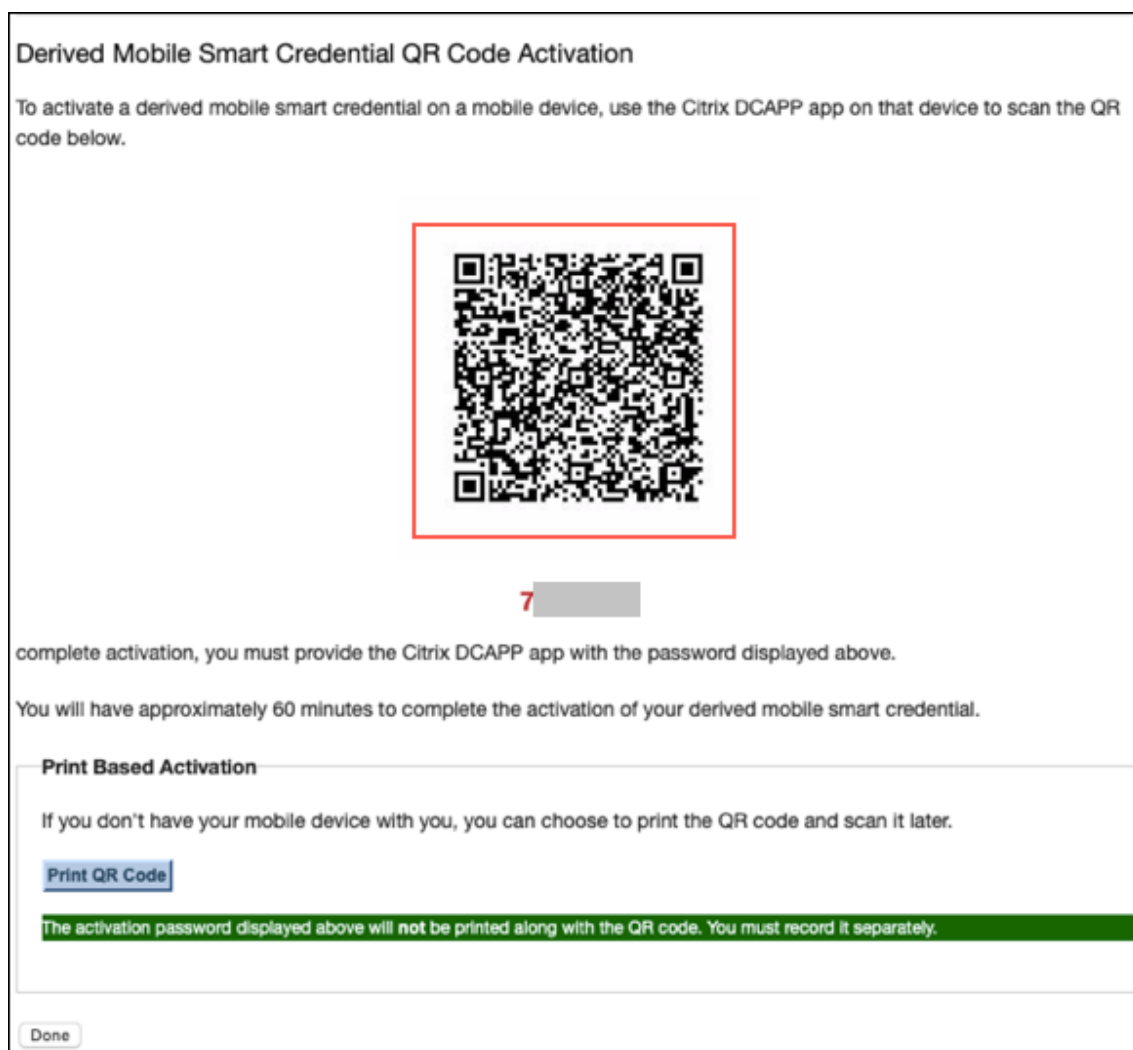 Derived Mobile Smart Credential QR Code Activation
To activate a derived mobile smart credential on a mobile device, use the Citrix DCAPP app on that device to scan the QR
code below.
7
complete activation, you must provide the Citrix DCAPP app with the password displayed above.
You will have approximately 60 minutes to complete the activation of your derived mobile smart credential.
Print Based Activation
If you don't have your mobile device with you, you can choose to print the QR code and scan it later.
Print QR Code
The activation password displayed above will not be printed along with the QR code. You must record it separately.
Done